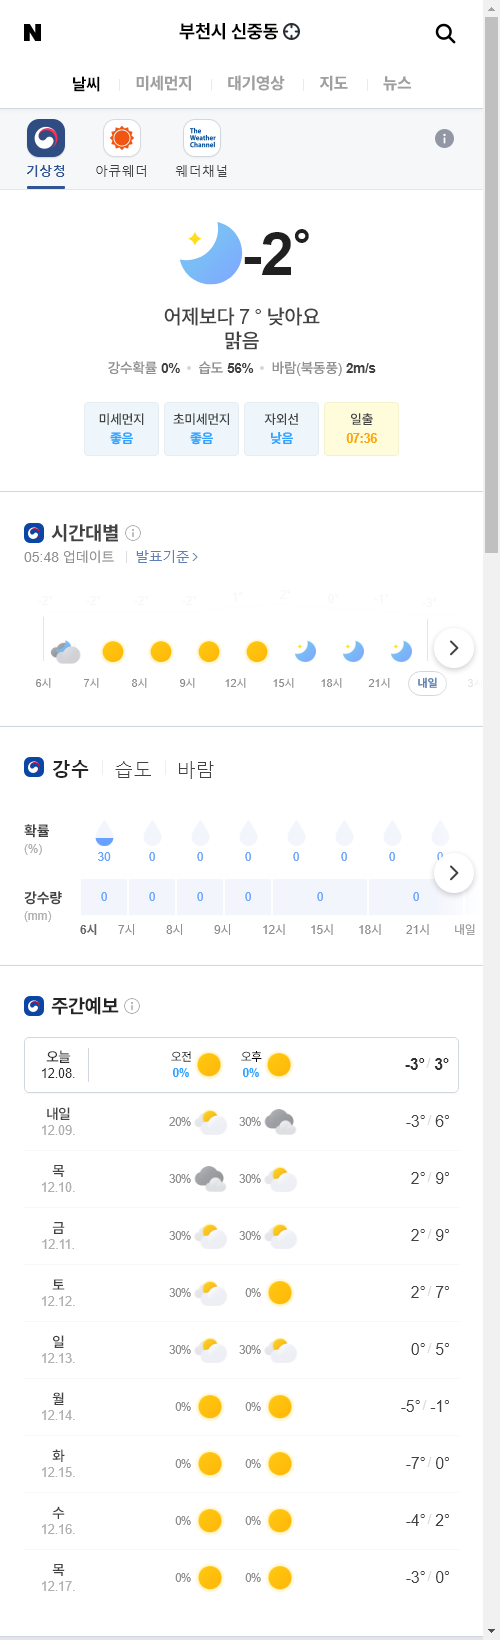 N
부천시 신중동
날씨 미세먼지 대기영상 지도 뉴스
The Weather Channel
기상청 아큐웨더 웨더채널
-2°
어제보다 7 ° 낮아요
맑음
강수확률 0% 습도 56% 바람(북동풍) 2m/s
미세먼지 초미세먼지 자외선 일출
좋음 좋음 낮음 07:36
시간대별
05:48 업데이트 발표기준
-2° -2° -2° -2° 1° 2° 0° -1° -3°
6시 7시 8시 9시 12시 15시 18시 21시 내일
강수 습도 바람
확률
(%)
30 0 0 0 0 0 0 0
강수량 0 0 0 0 0 0
(mm)
6시 7시 8시 9시 12시 15시 18시 21시 내일
주간예보
오늘 오전 오후
12.08. 0% 0% -3° / 3°
내일
12.09. 20% 30% -3° / 6°
목
12.10. 30% 30% 2° / 9°
금
12.11. 30% 30% 2° / 9°
토
12.12. 30% 0% 2° / 7°
일
12.13. 30% 30% 0° / 5°
월
12.14. 0% 0% -5° / -1°
화
12.15. 0% 0% -7° / 0°
수
12.16. 0% 0% -4° / 2°
목
12.17. 0% 0% -3° / 0°